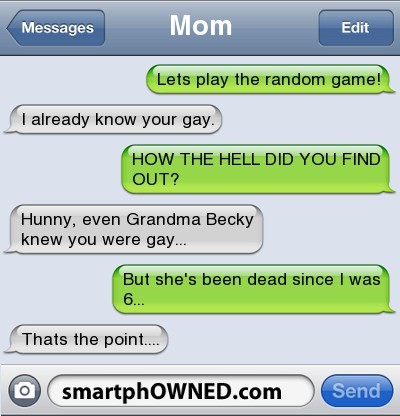 Messages
Mom
Edit
Lets play the random game!
I already know your gay.
HOW THE HELL DID YOU FIND
OUT?
Hunny, even Grandma Becky
knew you were gay...
But she's been dead since I was
6...
Thats the point....
smartphOWNED.com
Send